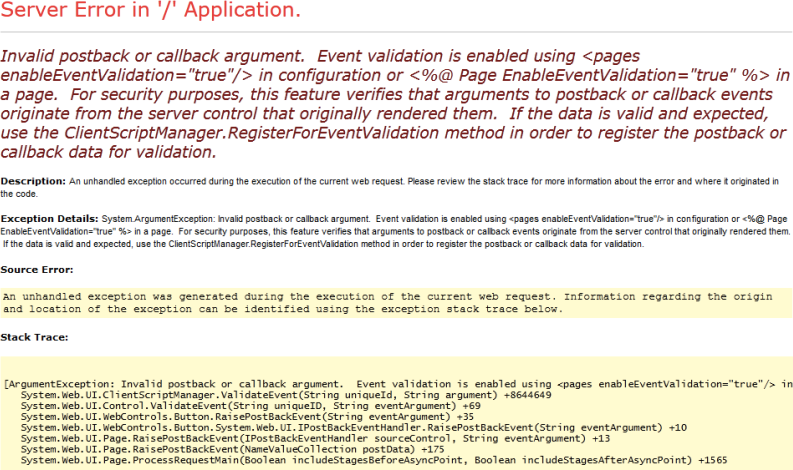 Server Error in '/' Application.
Invalid postback or callback argument.  Event validation is enabled using <pages
enableEventValidation="true"/> in configuration or <%@ Page EnableEventValidation="true" %> in
a page.  For security purposes, this feature verifies that arguments to postback or callback events
originate from the server control that originally rendered them.  If the data is valid and expected,
use the ClientScriptManager.RegisterForEventValidation method in order to register the postback or
callback data for validation.
Description: An unhandled exception occurred during the execution of the current web request. Please review the stack trace for more information about the error and where it originated in
the code.
Exception Details: System.ArgumentException: Invalid postback or callback argument.  Event validation is enabled using <pages enableEventValidation="true"/> in configuration or <%@ Page
EnableEventValidation="true" %> in a page.  For security purposes, this feature verifies that arguments to postback or callback events originate from the server control that originally rendered them.
If the data is valid and expected, use the ClientScriptManager.RegisterForEventValidation method in order to register the postback or callback data for validation.
Source Error:
An unhandled exception was generated during the execution of the current web request. Information regarding the origin
and location of the exception can be identified using the exception stack trace below.
Stack Trace:
[ArgumentException: Invalid postback or callback argument.  Event validation is enabled using <pages enableEventValidation="true"/> in
System.Web.UI.ClientScriptManager.ValidateEvent(String uniqueId, String argument) +8644649
System.Web.UI.Control.ValidateEvent(String uniqueID, String eventArgument) +69
System.Web.UI.WebControls.Button.RaisePostBackEvent(String eventArgument) +35
System.Web.UI.WebControls.Button.System.Web.UI.IPostBackEventHandler.RaisePostBackEvent(String eventArgument) +10
System.Web.UI.Page.RaisePostBackEvent(IPostBackEventHandler sourceControl, String eventArgument) +13
System.Web.UI.Page.RaisePostBackEvent(NameValueCollection postData) +175
System.Web.UI.Page.ProcessRequestMain(Boolean includeStagesBeforeAsyncPoint, Boolean includeStagesAfterAsyncPoint) +1565